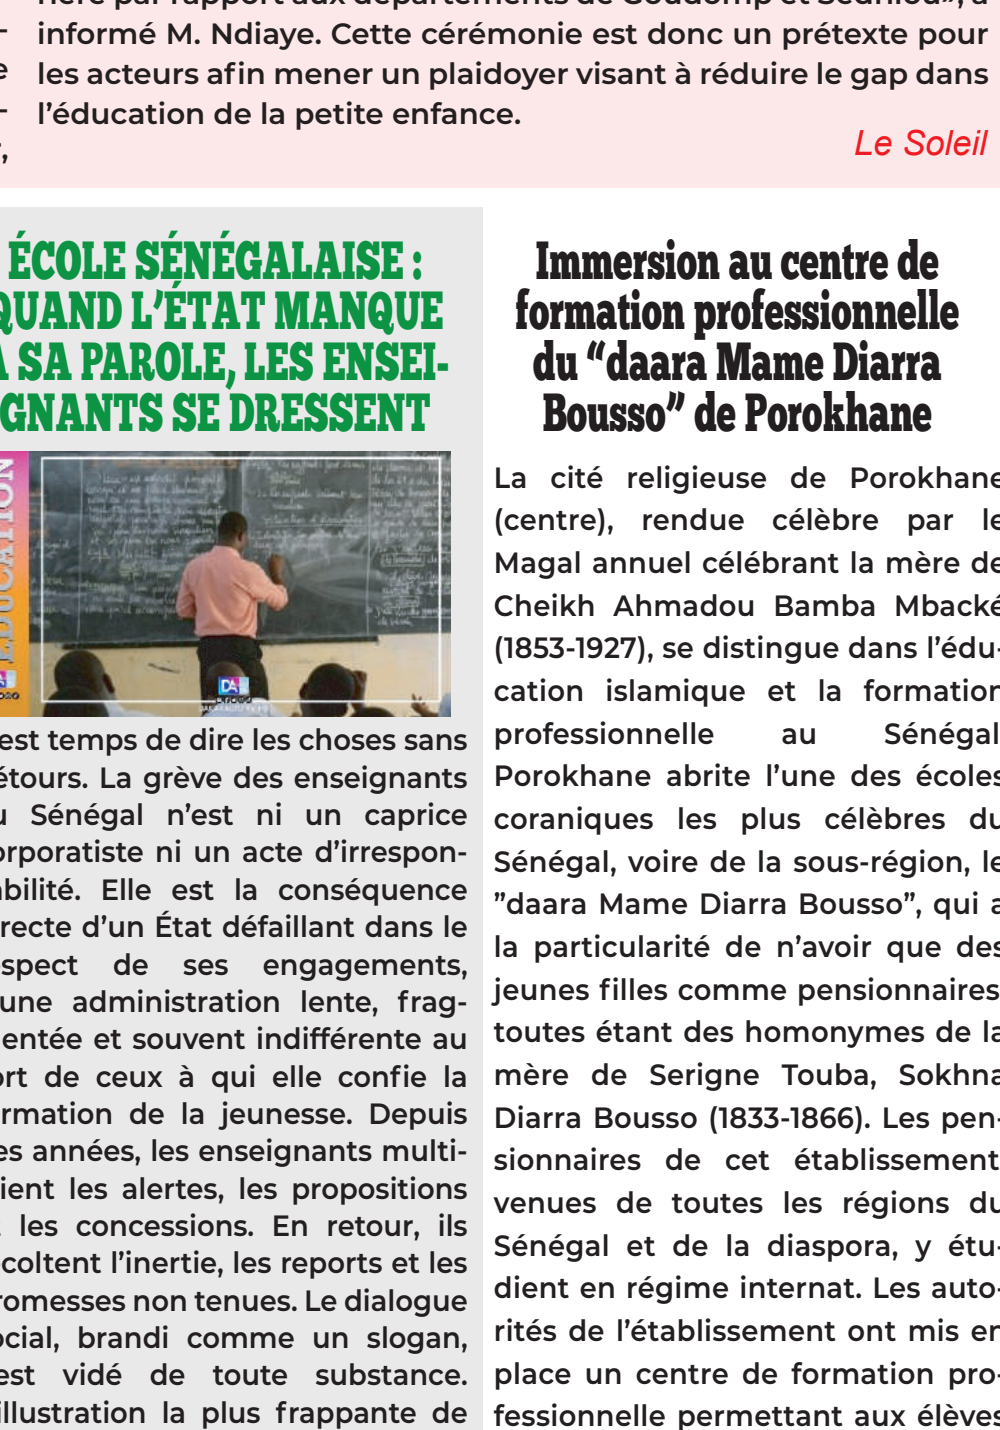 informé M. Ndiaye. Cette cérémonie est donc un prétexte pour
les acteurs afin mener un plaidoyer visant à réduire le gap dans
l'éducation de la petite enfance.
Le Soleil
ÉCOLE SÉNÉGALAISE :
QUAND L'ÉTAT MANQUE
À SA PAROLE, LES ENSEI-
GNANTS SE DRESSENT
EDUCATION
DA
est temps de dire les choses sans
étours. La grève des enseignants
u Sénégal n'est ni un caprice
orporatiste ni un acte d'irrespon-
abilité. Elle est la conséquence
recte d'un État défaillant dans le
spect de ses engagements,
une administration lente, frag-
entée et souvent indifférente au
ort de ceux à qui elle confie la
rmation de la jeunesse. Depuis
es années, les enseignants multi-
ient les alertes, les propositions
les concessions. En retour, ils
coltent l'inertie, les reports et les
romesses non tenues. Le dialogue
ocial, brandi comme un slogan,
est vidé de toute substance.
illustration la plus frappante de
Immersion au centre de
formation professionnelle
du “daara Mame Diarra
Bousso” de Porokhane
La cité religieuse de Porokhane
(centre), rendue célèbre par le
Magal annuel célébrant la mère de
Cheikh Ahmadou Bamba Mbacké
(1853-1927), se distingue dans l'édu-
cation islamique et la formation
professionnelle au Sénégal
Porokhane abrite l'une des écoles
coraniques les plus célèbres du
Sénégal, voire de la sous-région, le
”daara Mame Diarra Bousso”, qui a
la particularité de n'avoir que des
jeunes filles comme pensionnaires
toutes étant des homonymes de la
mère de Serigne Touba, Sokhna
Diarra Bousso (1833-1866). Les pen-
sionnaires de cet établissement
venues de toutes les régions du
Sénégal et de la diaspora, y étu-
dient en régime internat. Les auto-
rités de l'établissement ont mis en
place un centre de formation pro-
fessionnelle permettant aux élèves